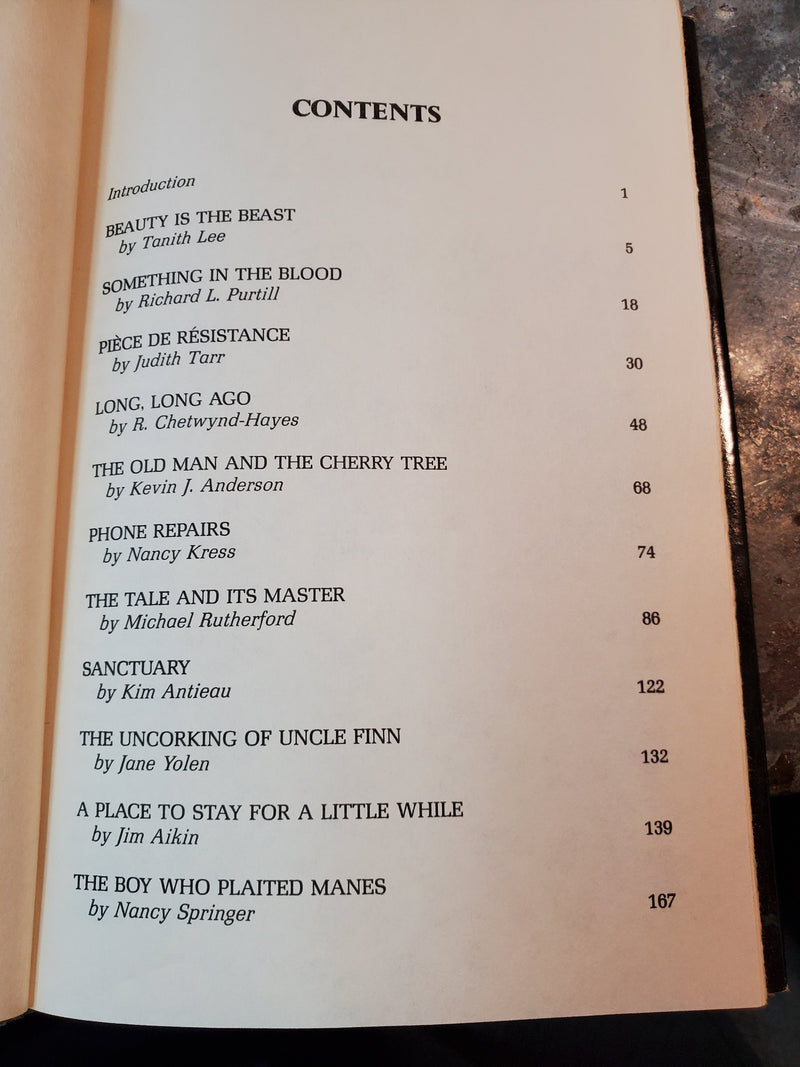 CONTENTS
Introduction 1
BEAUTY IS THE BEAST
by Tanith Lee 5
SOMETHING IN THE BLOOD
by Richard L. Purtill 18
PIÈCE DE RÉSISTANCE
by Judith Tarr 30
LONG, LONG AGO
by R. Chetwynd-Hayes 48
THE OLD MAN AND THE CHERRY TREE
by Kevin J. Anderson 68
PHONE REPAIRS
by Nancy Kress 74
THE TALE AND ITS MASTER
by Michael Rutherford 86
SANCTUARY
by Kim Antieau 122
THE UNCORKING OF UNCLE FINN
by Jane Yolen 132
A PLACE TO STAY FOR A LITTLE WHILE
by Jim Aikin 139
THE BOY WHO PLAITED MANES
by Nancy Springer 167